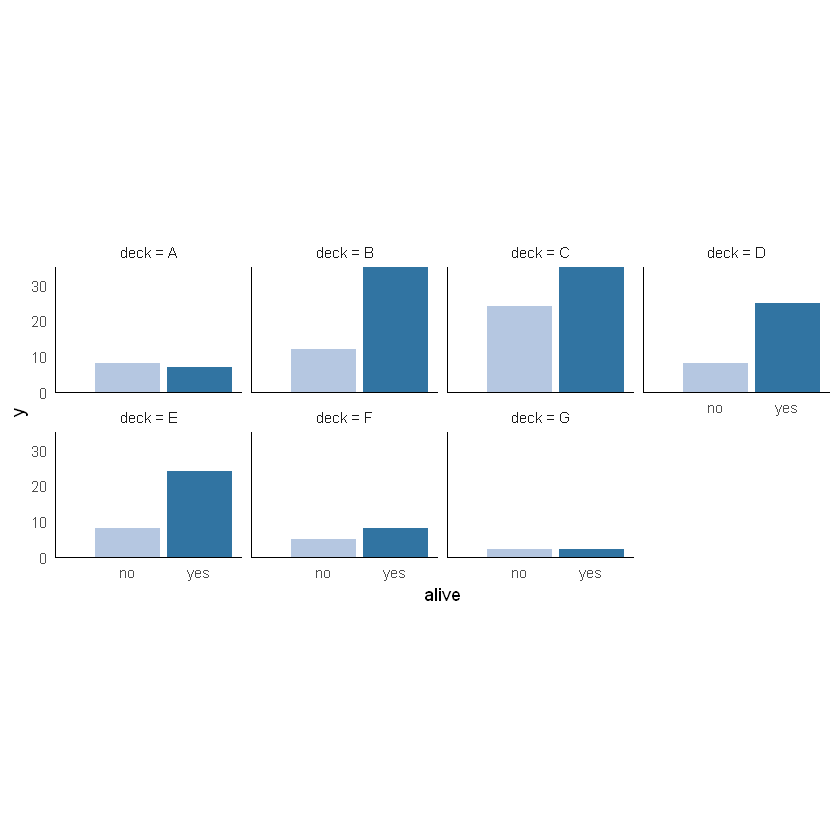 deck = A
deck = B
deck = C
deck = D
30
20
10
0
no yes
y
deck = E
deck = F
deck = G
30
20
10
0
no yes
no yes
no yes
alive